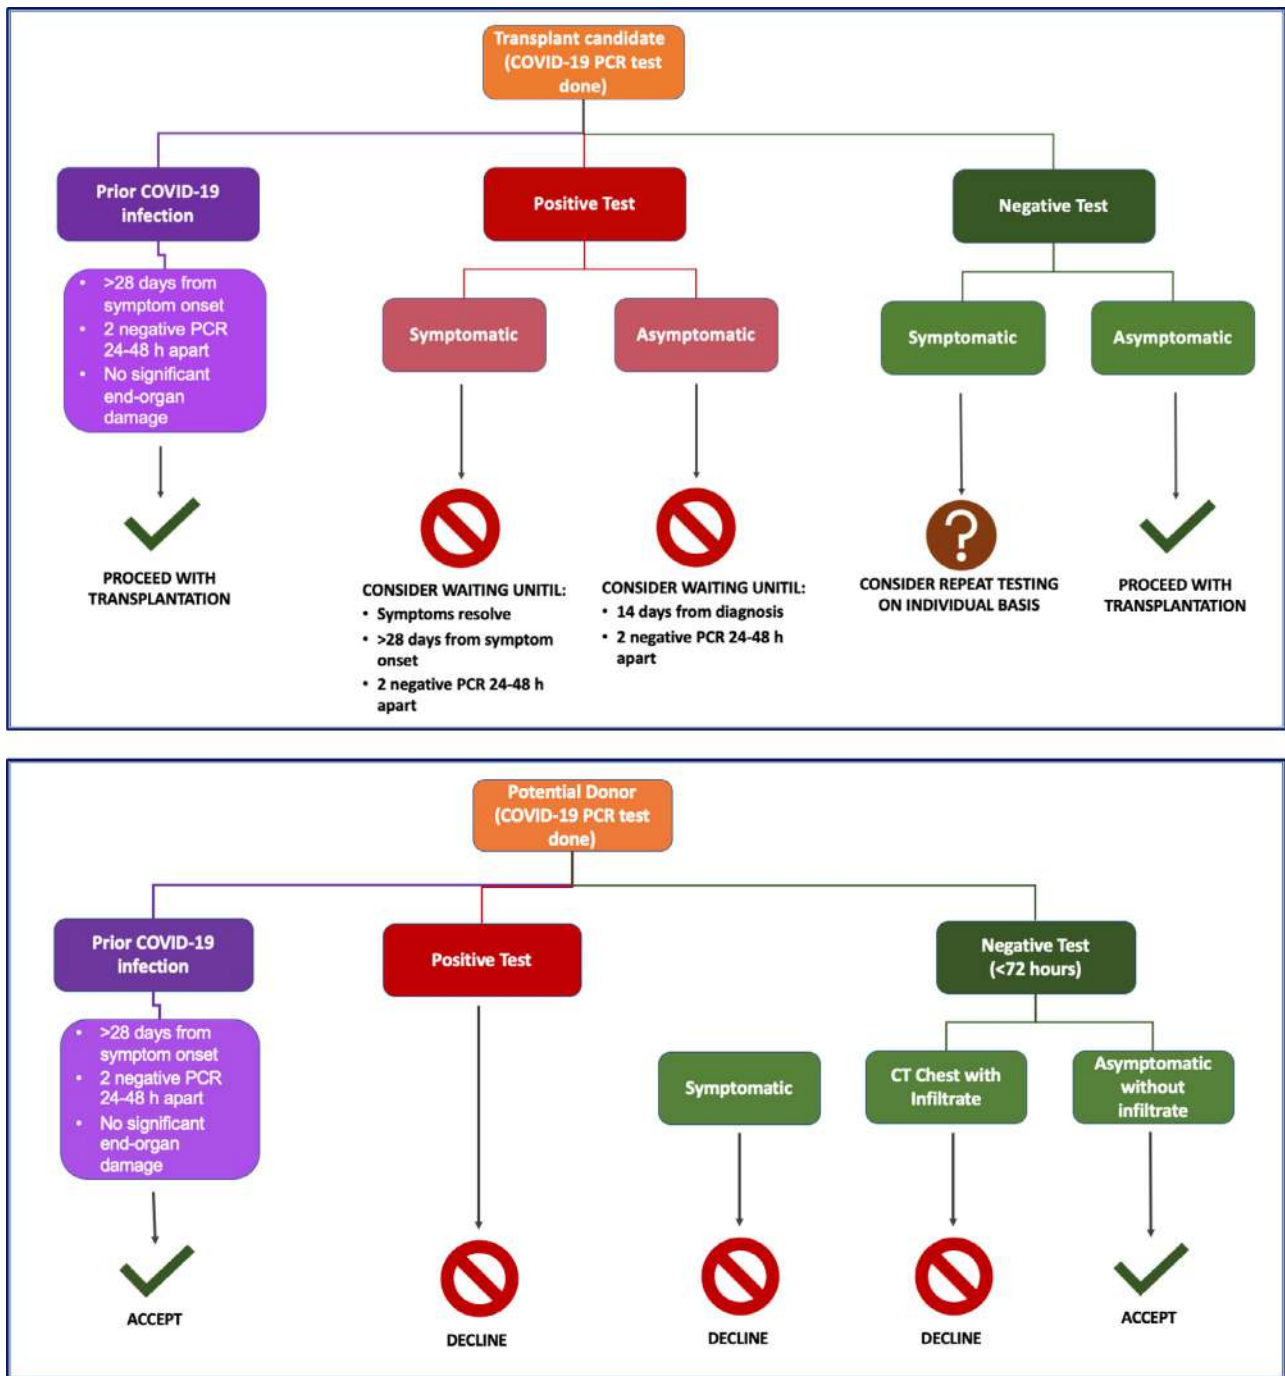 Transplant candidate
(COVID-19 PCR test
done)
Prior COVID-19
infection
Positive Test
Negative Test
• >28 days from
symptom onset
• 2 negative PCR
24-48 h apart
• No significant
end-organ
damage
Symptomatic
Asymptomatic
Symptomatic
Asymptomatic
?
PROCEED WITH
TRANSPLANTATION
CONSIDER WAITING UNITIL:
• Symptoms resolve
• >28 days from symptom
onset
• 2 negative PCR 24-48 h
apart
CONSIDER WAITING UNITIL:
• 14 days from diagnosis
• 2 negative PCR 24-48 h
apart
CONSIDER REPEAT TESTING
ON INDIVIDUAL BASIS
PROCEED WITH
TRANSPLANTATION
Potential Donor
(COVID-19 PCR test
done)
Prior COVID-19
infection
Positive Test
Negative Test
(<72 hours)
• >28 days from
symptom onset
• 2 negative PCR
24-48 h apart
• No significant
end-organ
damage
Symptomatic
CT Chest with
Infiltrate
Asymptomatic
without
infiltrate
ACCEPT
DECLINE
DECLINE
DECLINE
ACCEPT